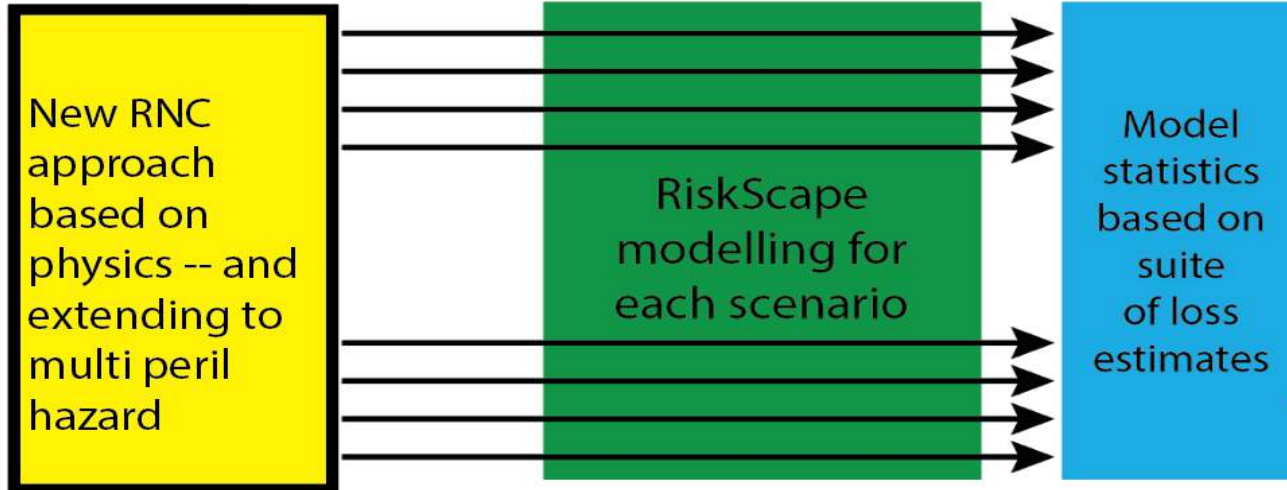 New RNC
approach
based on
physics -- and
extending to
multi peril
hazard
RiskScape
modelling for
each scenario
Model
statistics
based on
suite
of loss
estimates